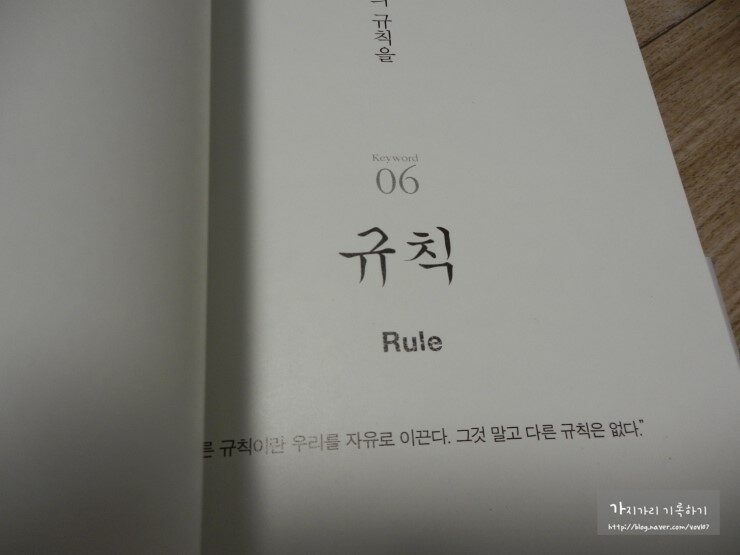 규칙을
Keyword
06
규칙
Rule
른 규칙이란 우리를 자유로 이끈다. 그것 말고 다른 규칙은 없다.”
가지가리 기록하기
http://blog.naver.com/vov107